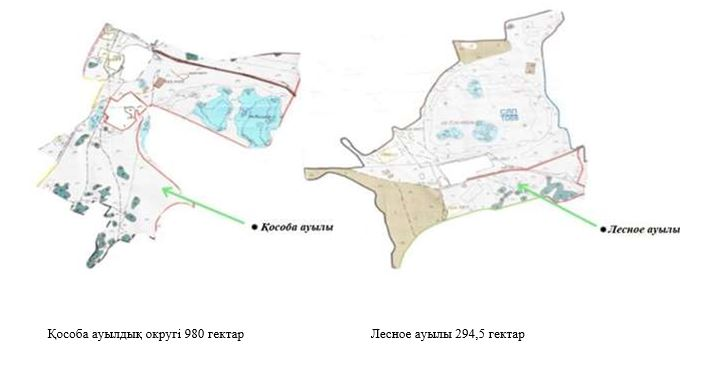 ● Қособа ауылы
● Лесное ауылы
Қособа ауылдық округі 980 гектар
Лесное ауылы 294,5 гектар